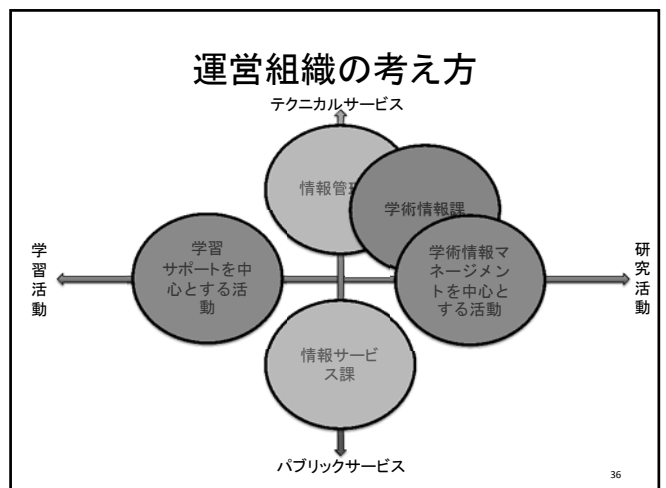 運営組織の考え方
テクニカルサービス
情報管
学術情報課
学習
サポートを中
心とする活
動
学術情報マ
ネージメン
トを中心と
する活動
学習活動
研究活動
情報サービ
ス課
パブリックサービス
36